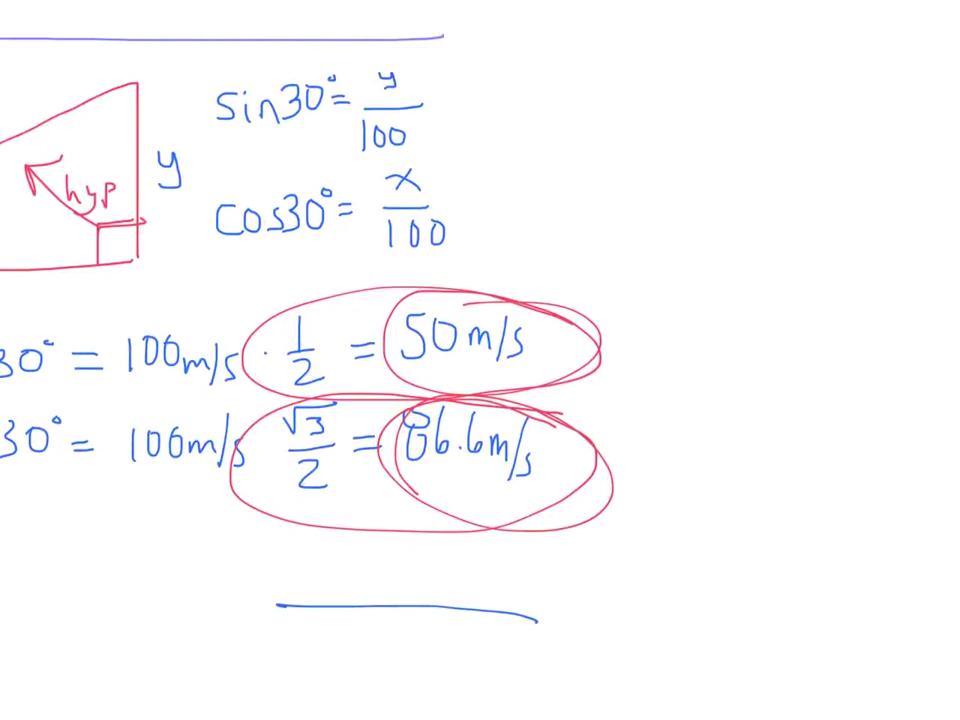 sin30° = y/100
hyp
y
cos30° = x/100
30° = 100m/s · 1/2 = 50m/s
30° = 100m/s √3/2 = 86.6m/s